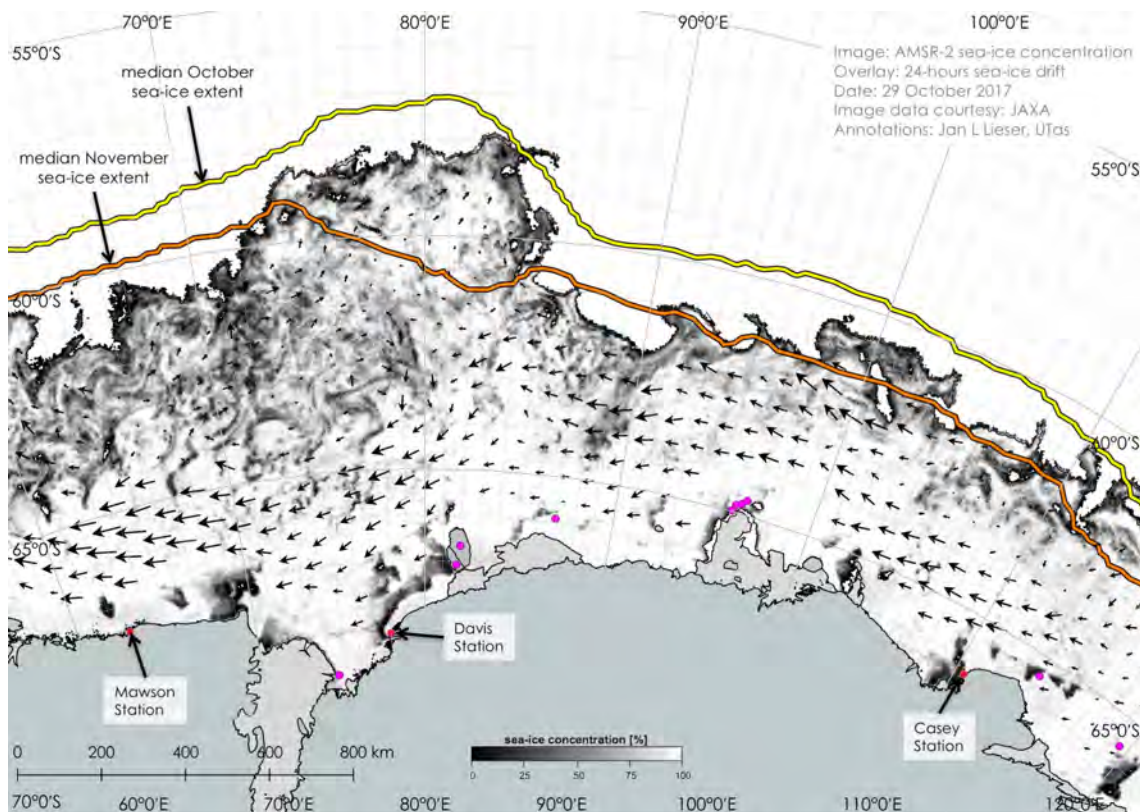 70°0'E
80°0'E
90°0'E
100°0'E
55°0'S
median October
sea-ice extent
Image: AMSR-2 sea-ice concentration
Overlay: 24-hours sea-ice drift
Date: 29 October 2017
Image data courtesy: JAXA
Annotations: Jan L Lieser, UTas
median November
sea-ice extent
55°0'S
60°0'S
60°0'S
65°0'S
Davis
Station
Mawson
Station
Casey
Station
65°0'S
sea-ice concentration [%]
0 25 50 75 100
0 200 400 600 800 km
70°0'S
60°0'E
70°0'E
80°0'E
90°0'E
100°0'E
110°0'E
120°0'E
70°0'S